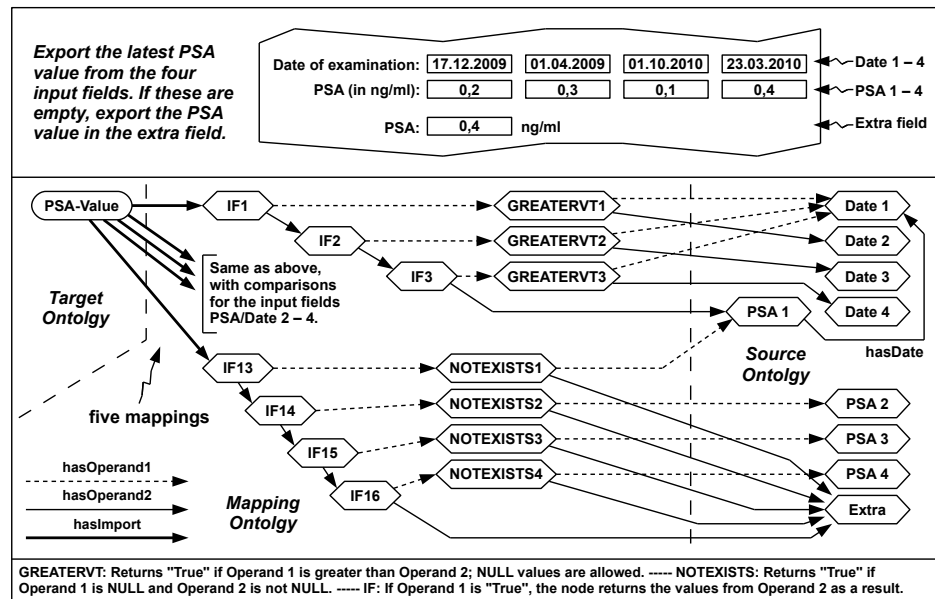 Export the latest PSA
value from the four
input fields. If these are
empty, export the PSA
value in the extra field.
Date of examination: 17.12.2009 01.04.2009 01.10.2010 23.03.2010 Date 1 – 4
PSA (in ng/ml): 0,2 0,3 0,1 0,4 PSA 1 – 4
PSA: 0,4 ng/ml Extra field
PSA-Value IF1 GREATERVT1 Date 1
IF2 GREATERVT2 Date 2
IF3 GREATERVT3 Date 3
Same as above,
with comparisons
for the input fields
PSA/Date 2 – 4.
Target
Ontolgy
PSA 1 Date 4
hasDate
Source
Ontolgy
IF13 NOTEXISTS1
five mappings
IF14 NOTEXISTS2 PSA 2
IF15 NOTEXISTS3 PSA 3
IF16 NOTEXISTS4 PSA 4
Extra
hasOperand1
hasOperand2
hasImport
Mapping
Ontolgy
GREATERVT: Returns "True" if Operand 1 is greater than Operand 2; NULL values are allowed. ----- NOTEXISTS: Returns "True" if
Operand 1 is NULL and Operand 2 is not NULL. ----- IF: If Operand 1 is "True", the node returns the values from Operand 2 as a result.